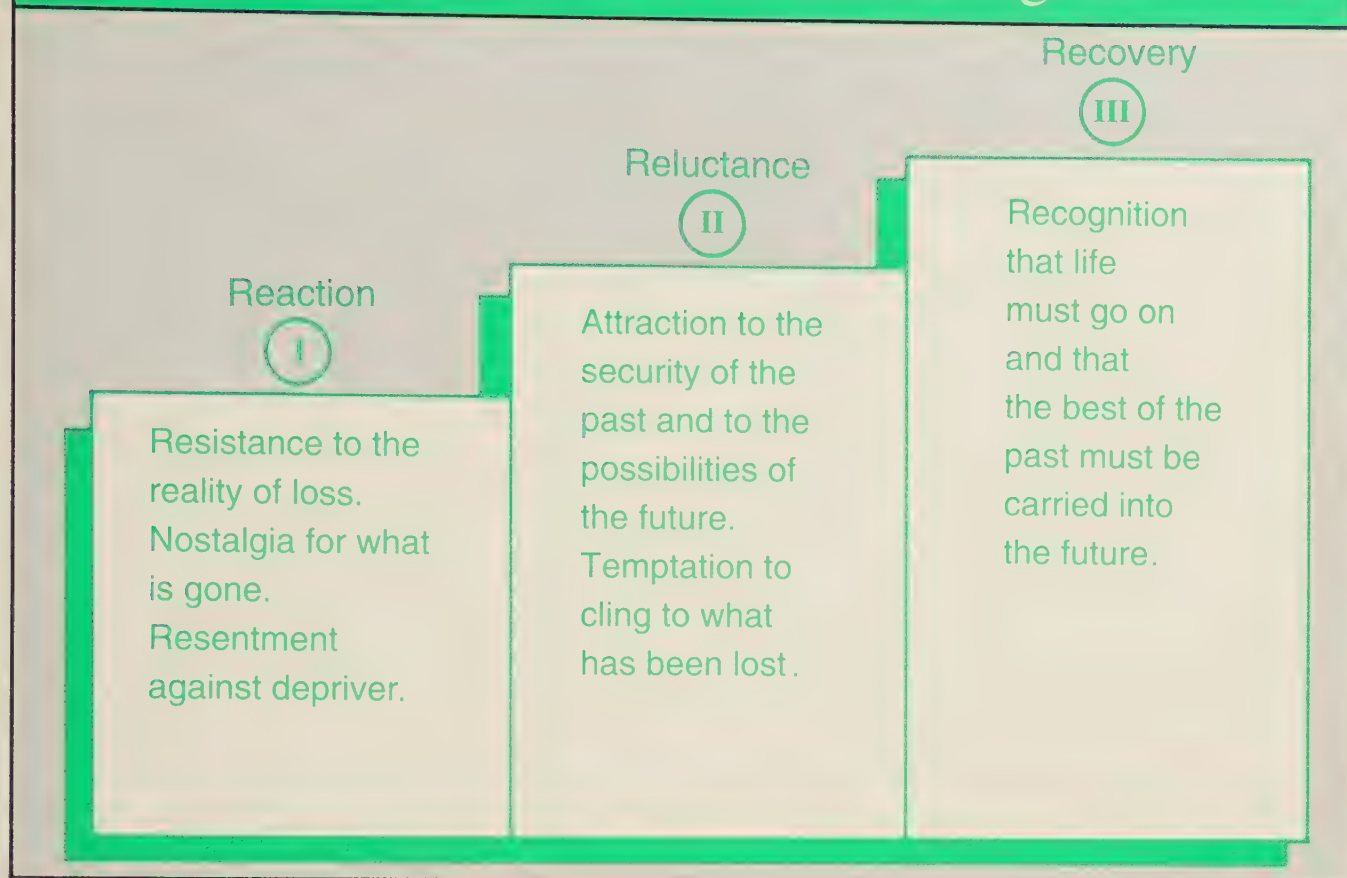 Reaction
I
Resistance to the
reality of loss.
Nostalgia for what
is gone.
Resentment
against depriver.
Reluctance
II
Attraction to the
security of the
past and to the
possibilities of
the future.
Temptation to
cling to what
has been lost.
Recovery
III
Recognition
that life
must go on
and that
the best of the
past must be
carried into
the future.